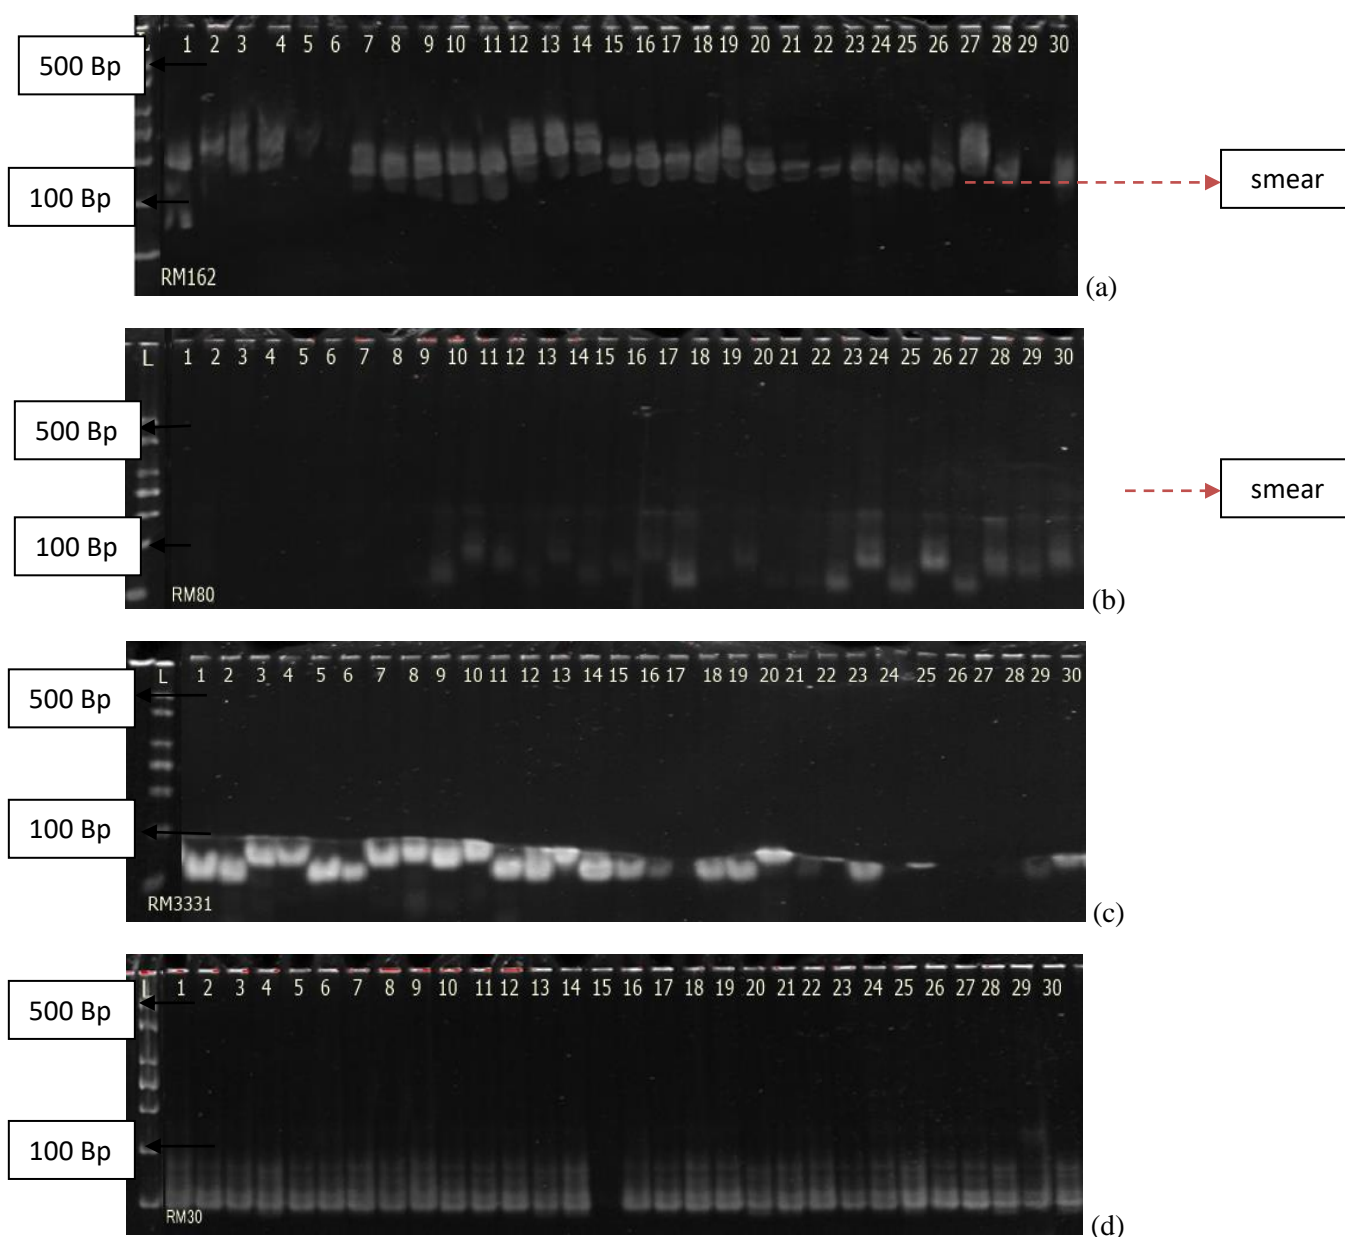 1 2 3 4 5 6 7 8 9 10 11 12 13 14 15 16 17 18 19 20 21 22 23 24 25 26 27 28 29 30
500 Bp
100 Bp
smear
RM162
(a)
L 1 2 3 4 5 6 7 8 9 10 11 12 13 14 15 16 17 18 19 20 21 22 23 24 25 26 27 28 29 30
500 Bp
smear
100 Bp
RM80
(b)
L 1 2 3 4 5 6 7 8 9 10 11 12 13 14 15 16 17 18 19 20 21 22 23 24 25 26 27 28 29 30
500 Bp
100 Bp
RM3331
(c)
L 1 2 3 4 5 6 7 8 9 10 11 12 13 14 15 16 17 18 19 20 21 22 23 24 25 26 27 28 29 30
500 Bp
100 Bp
RM30
(d)